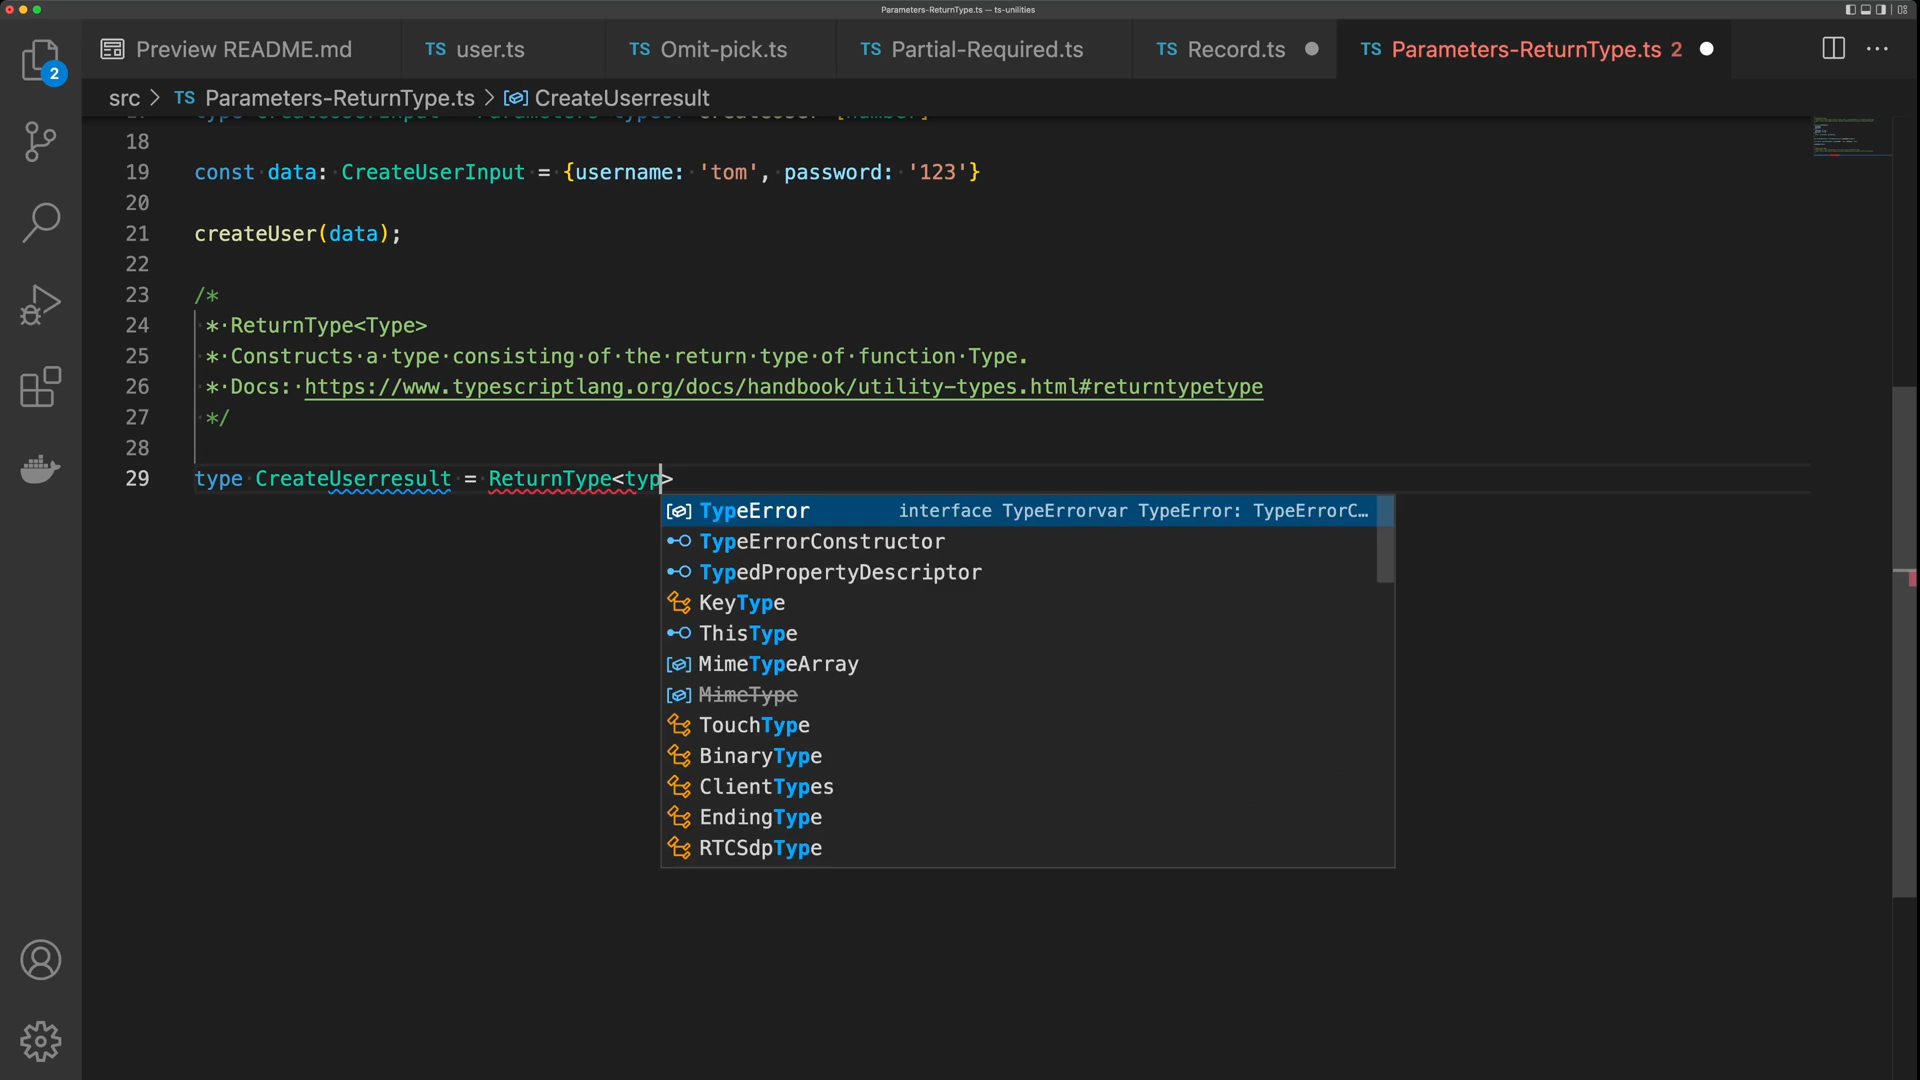 Parameters-ReturnType.ts — ts-unilities
Preview README.md
TS user.ts
TS Omit-pick.ts
TS Partial-Required.ts
TS Record.ts
TS Parameters-ReturnType.ts 2
2
src > TS Parameters-ReturnType.ts > CreateUserresult
18
19 const data: CreateUserInput = {username: 'tom', password: '123'}
20
21 createUser(data);
22
23 /*
24 * ReturnType<Type>
25 * Constructs a type consisting of the return type of function Type.
26 * Docs: https://www.typescriptlang.org/docs/handbook/utility-types.html#returntypetype
27 */
28
29 type CreateUserresult = ReturnType<typ>
TypeError interface TypeErrorvar TypeError: TypeErrorC…
TypeErrorConstructor
TypedPropertyDescriptor
KeyType
ThisType
MimeTypeArray
MimeType
TouchType
BinaryType
ClientTypes
EndingType
RTCSdpType